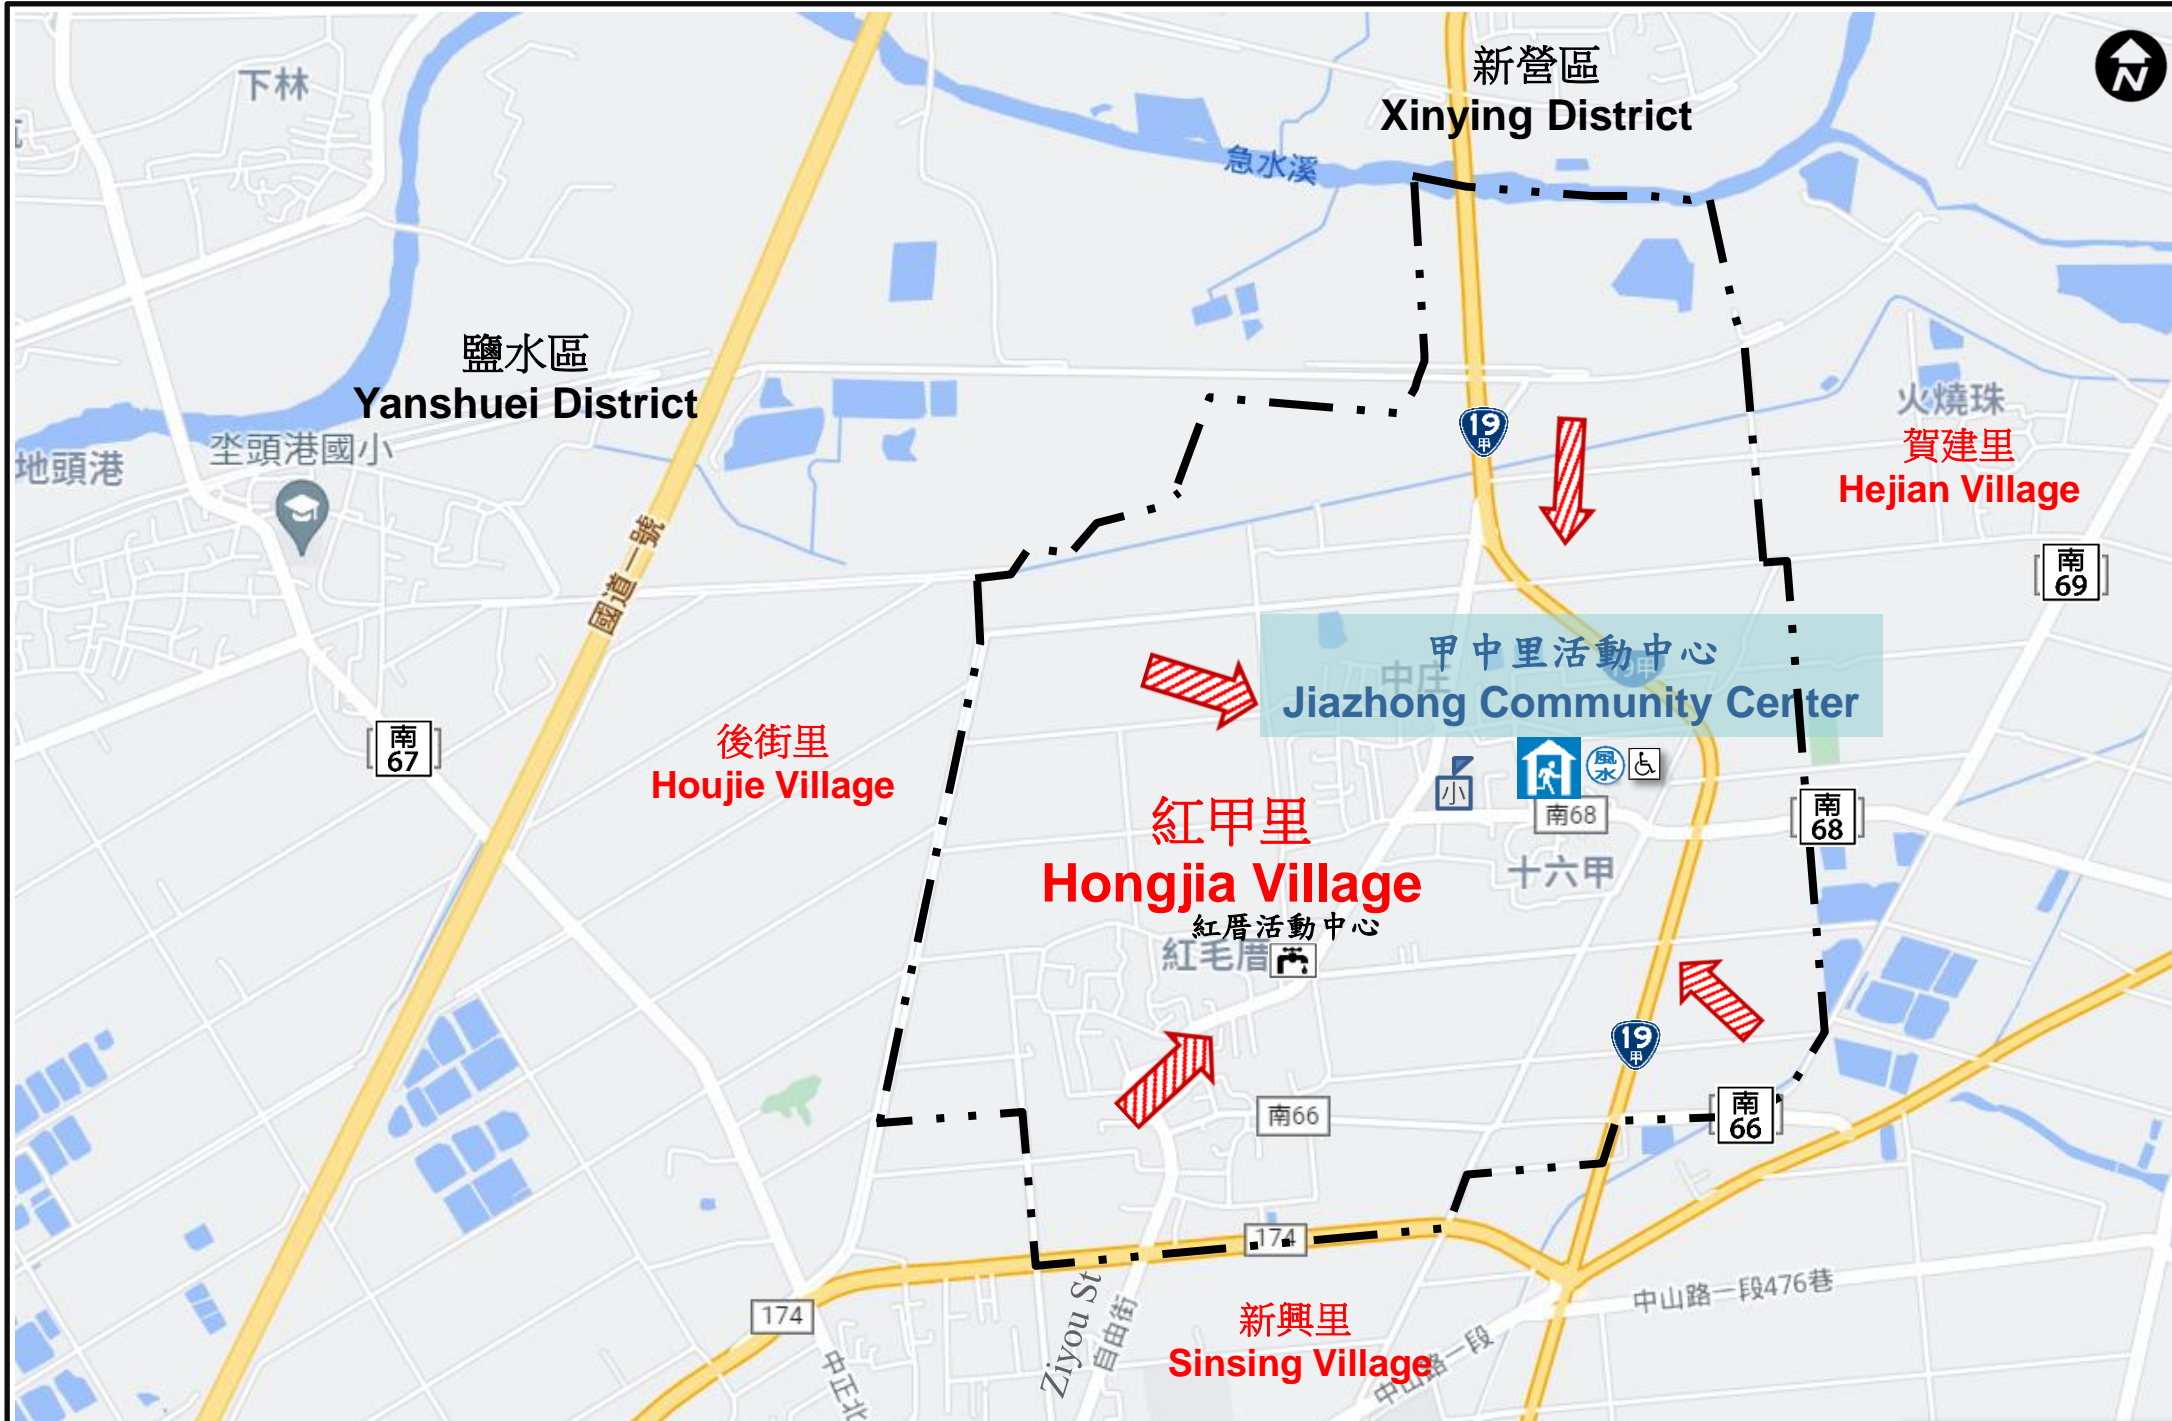 新營區
Xinying District
N
下林
急水溪
鹽水區
Yanshuei District
坔頭港國小
地頭港
火燒珠
賀建里
Hejian Village
19
甲
國道一號
南
69
甲中里活動中心
中庄
19甲
Jiazhong Community Center
南
67
後街里
Houjie Village
小
風
水
南68
南
68
紅甲里
Hongjia Village
十六甲
紅厝活動中心
紅毛厝
19
甲
南66
南
66
174
174
Ziyou St
自由街
中正北
新興里
Sinsing Village
中山路一段
中山路一段476巷